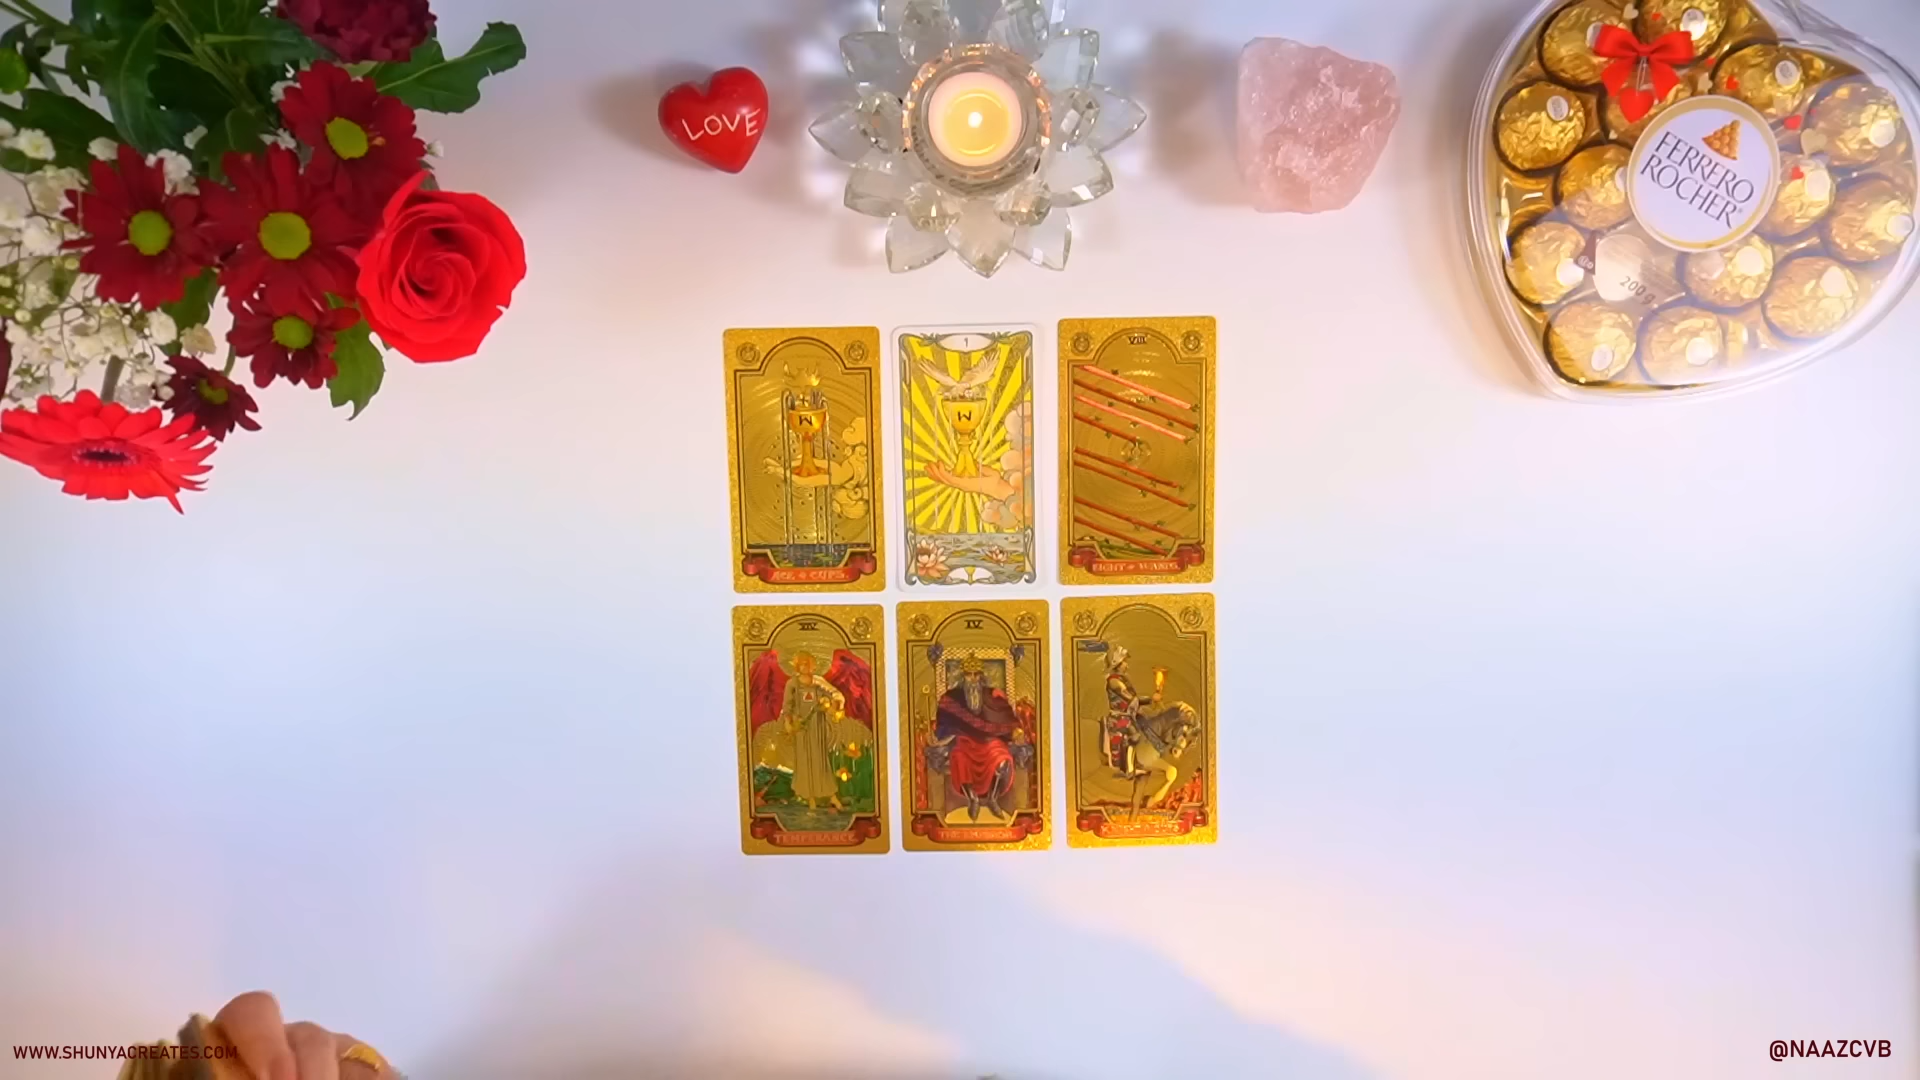 LOVE
FERRERO
ROCHER
200 g
1
VIII
ACE of CUPS.
EIGHT of WANDS.
XIV
IV
TEMPERANCE.
THE EMPEROR.
WWW.SHUNYACREATES.COM
@NAAZCVB